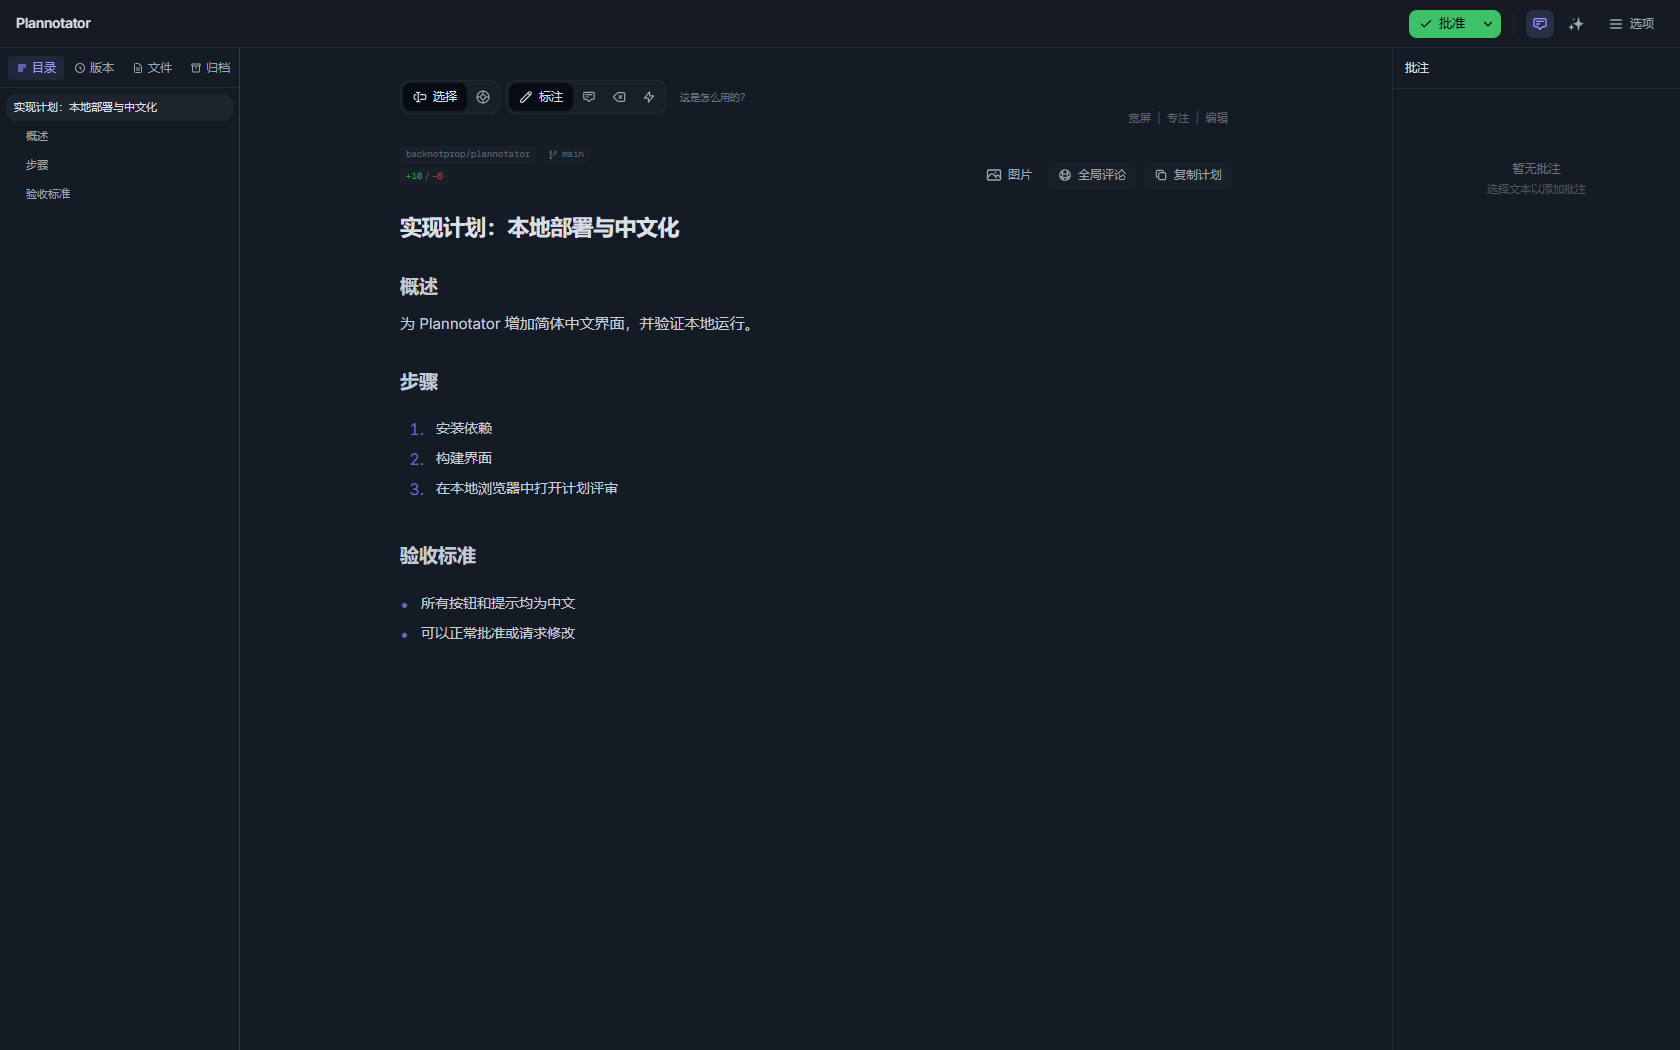 Plannotator
批准
选项
目录
版本
文件
归档
实现计划：本地部署与中文化
概述
步骤
验收标准
选择
标注
这是怎么用的?
宽屏 | 专注 | 编辑
backnotprop/plannotator
main
+10 / -6
图片
全局评论
复制计划
实现计划：本地部署与中文化
概述
为 Plannotator 增加简体中文界面，并验证本地运行。
步骤
1. 安装依赖
2. 构建界面
3. 在本地浏览器中打开计划评审
验收标准
• 所有按钮和提示均为中文
• 可以正常批准或请求修改
批注
暂无批注
选择文本以添加批注